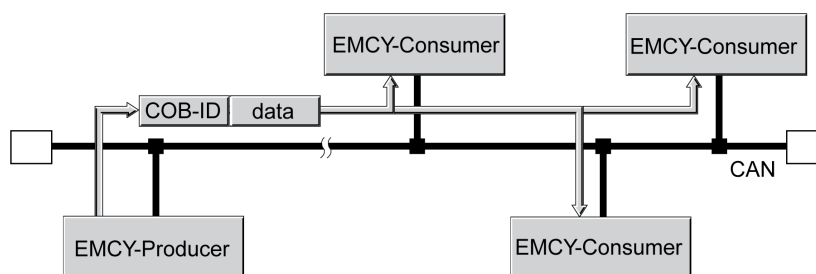 EMCY-Consumer
EMCY-Consumer
COB-ID data
CAN
EMCY-Producer
EMCY-Consumer